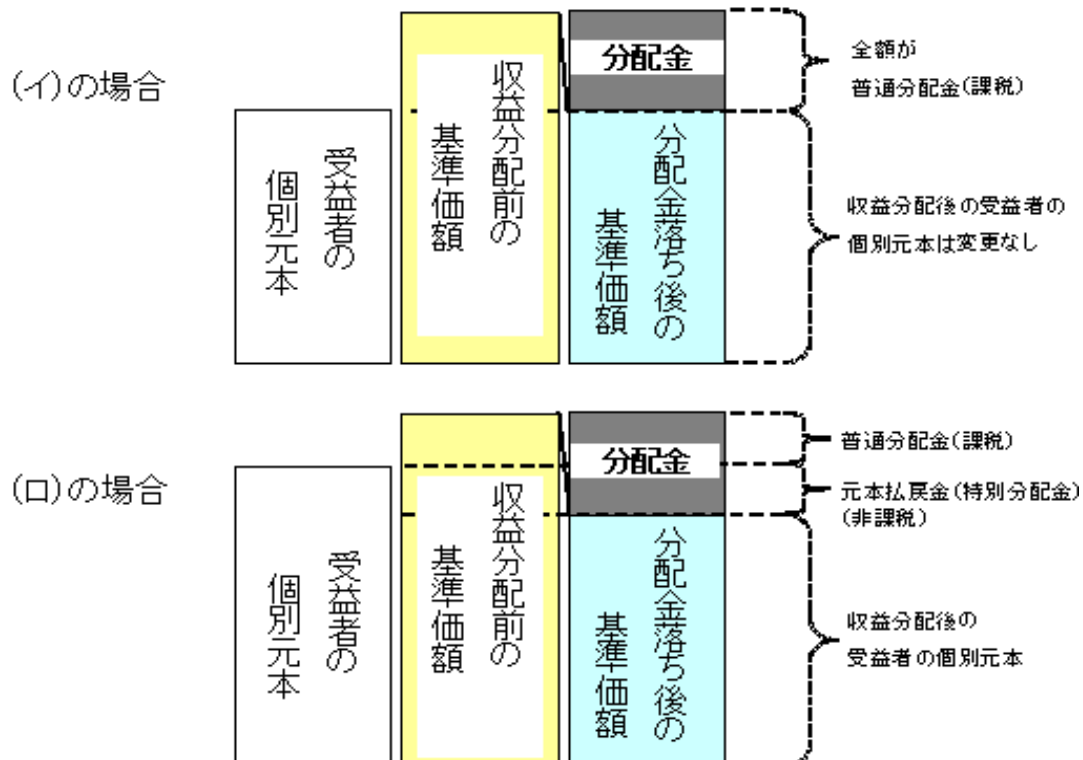 (イ)の場合
受益者の
個別元本
収益分配前の
基準価額
分配金
分配金落ち後の
基準価額
全額が
普通分配金(課税)
収益分配後の受益者の
個別元本は変更なし
(ロ)の場合
受益者の
個別元本
収益分配前の
基準価額
分配金
分配金落ち後の
基準価額
普通分配金(課税)
元本払戻金(特別分配金)
(非課税)
収益分配後の
受益者の個別元本